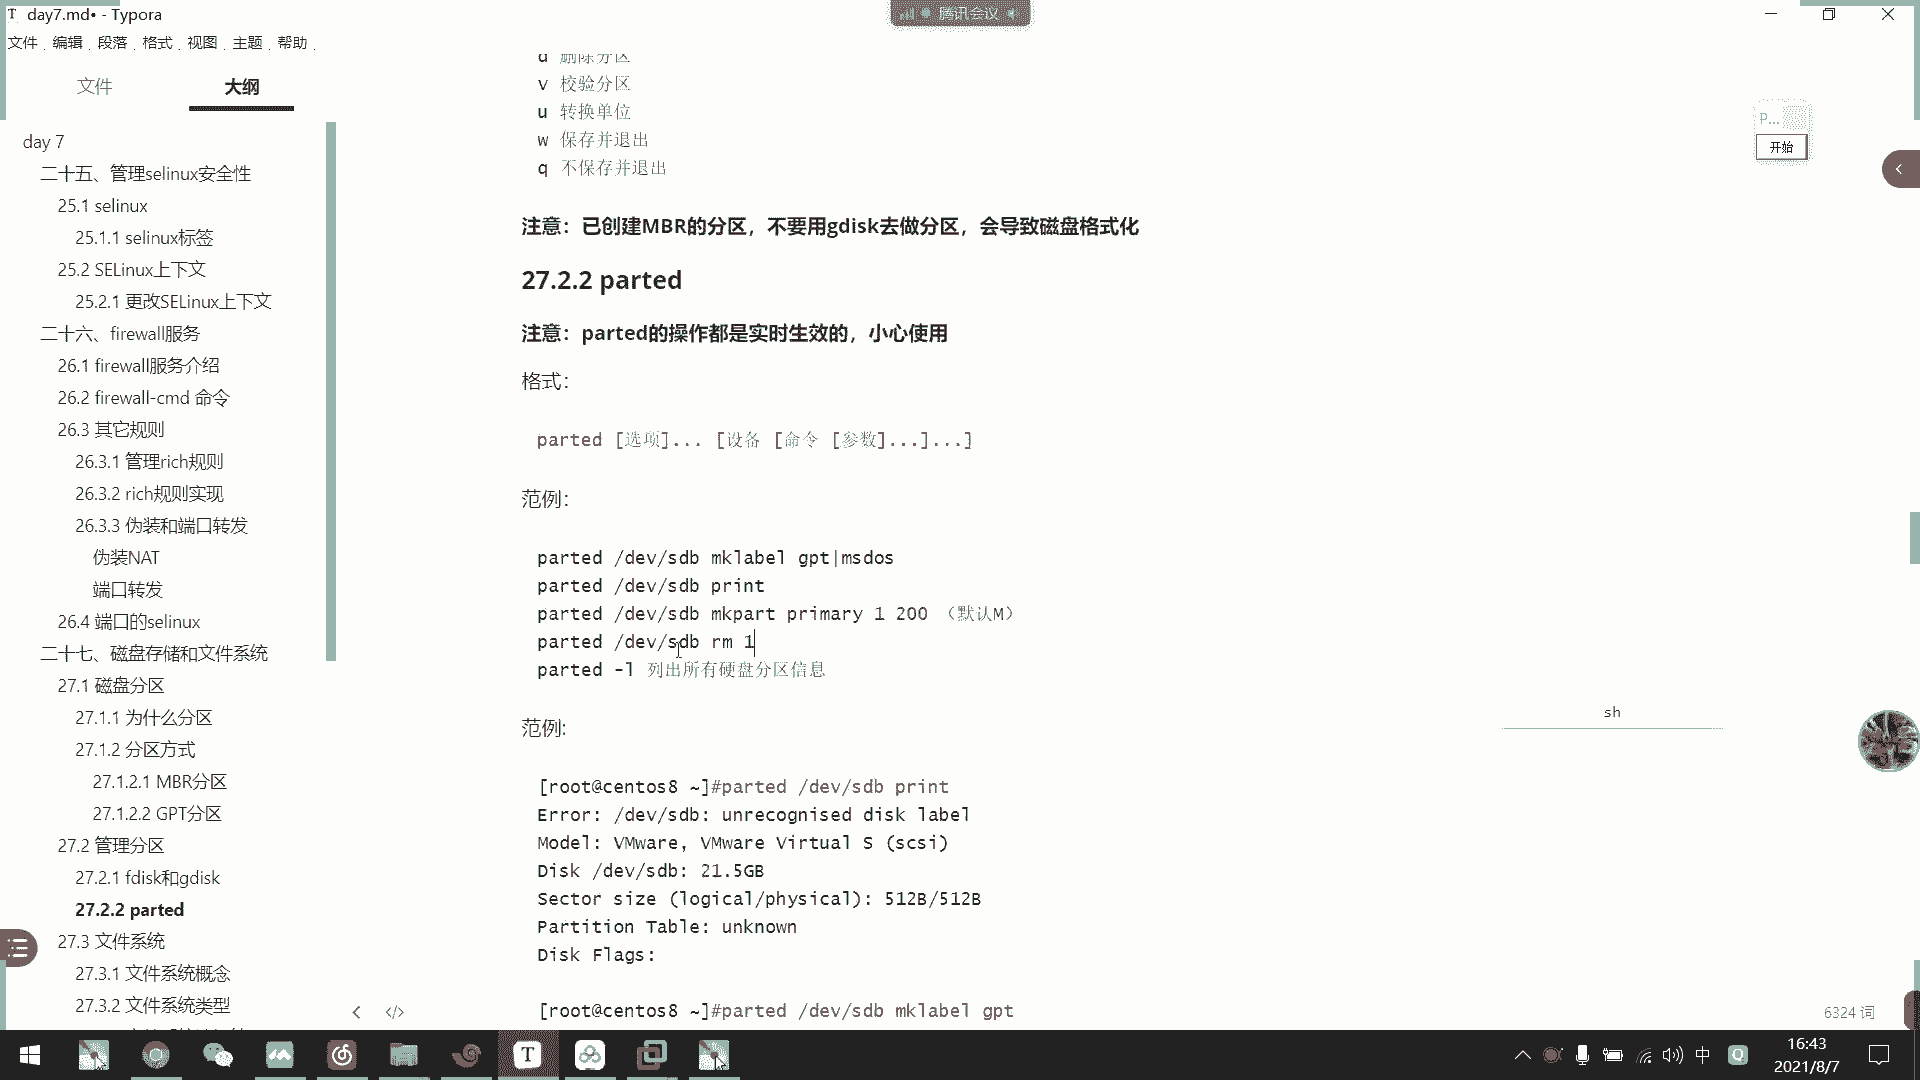 day7.md• - Typora
腾讯会议
文件 编辑 段落 格式 视图 主题 帮助
文件
大纲
day 7
二十五、管理selinux安全性
25.1 selinux
25.1.1 selinux标签
25.2 SELinux上下文
25.2.1 更改SELinux上下文
二十六、firewall服务
26.1 firewall服务介绍
26.2 firewall-cmd 命令
26.3 其它规则
26.3.1 管理rich规则
26.3.2 rich规则实现
26.3.3 伪装和端口转发
伪装NAT
端口转发
26.4 端口的selinux
二十七、磁盘存储和文件系统
27.1 磁盘分区
27.1.1 为什么分区
27.1.2 分区方式
27.1.2.1 MBR分区
27.1.2.2 GPT分区
27.2 管理分区
27.2.1 fdisk和gdisk
27.2.2 parted
27.3 文件系统
27.3.1 文件系统概念
27.3.2 文件系统类型
d 删除分区
v 校验分区
u 转换单位
w 保存并退出
q 不保存并退出
注意：已创建MBR的分区，不要用gdisk去做分区，会导致磁盘格式化
27.2.2 parted
注意：parted的操作都是实时生效的，小心使用
格式：
parted [选项]... [设备 [命令 [参数]...]...]
范例：
parted /dev/sdb mklabel gpt|msdos
parted /dev/sdb print
parted /dev/sdb mkpart primary 1 200 （默认M）
parted /dev/sdb rm 1
parted -l 列出所有硬盘分区信息
范例:
[root@centos8 ~]#parted /dev/sdb print
Error: /dev/sdb: unrecognised disk label
Model: VMware, VMware Virtual S (scsi)
Disk /dev/sdb: 21.5GB
Sector size (logical/physical): 512B/512B
Partition Table: unknown
Disk Flags:
[root@centos8 ~]#parted /dev/sdb mklabel gpt
P...
开始
sh
6324 词
中
16:43
2021/8/7